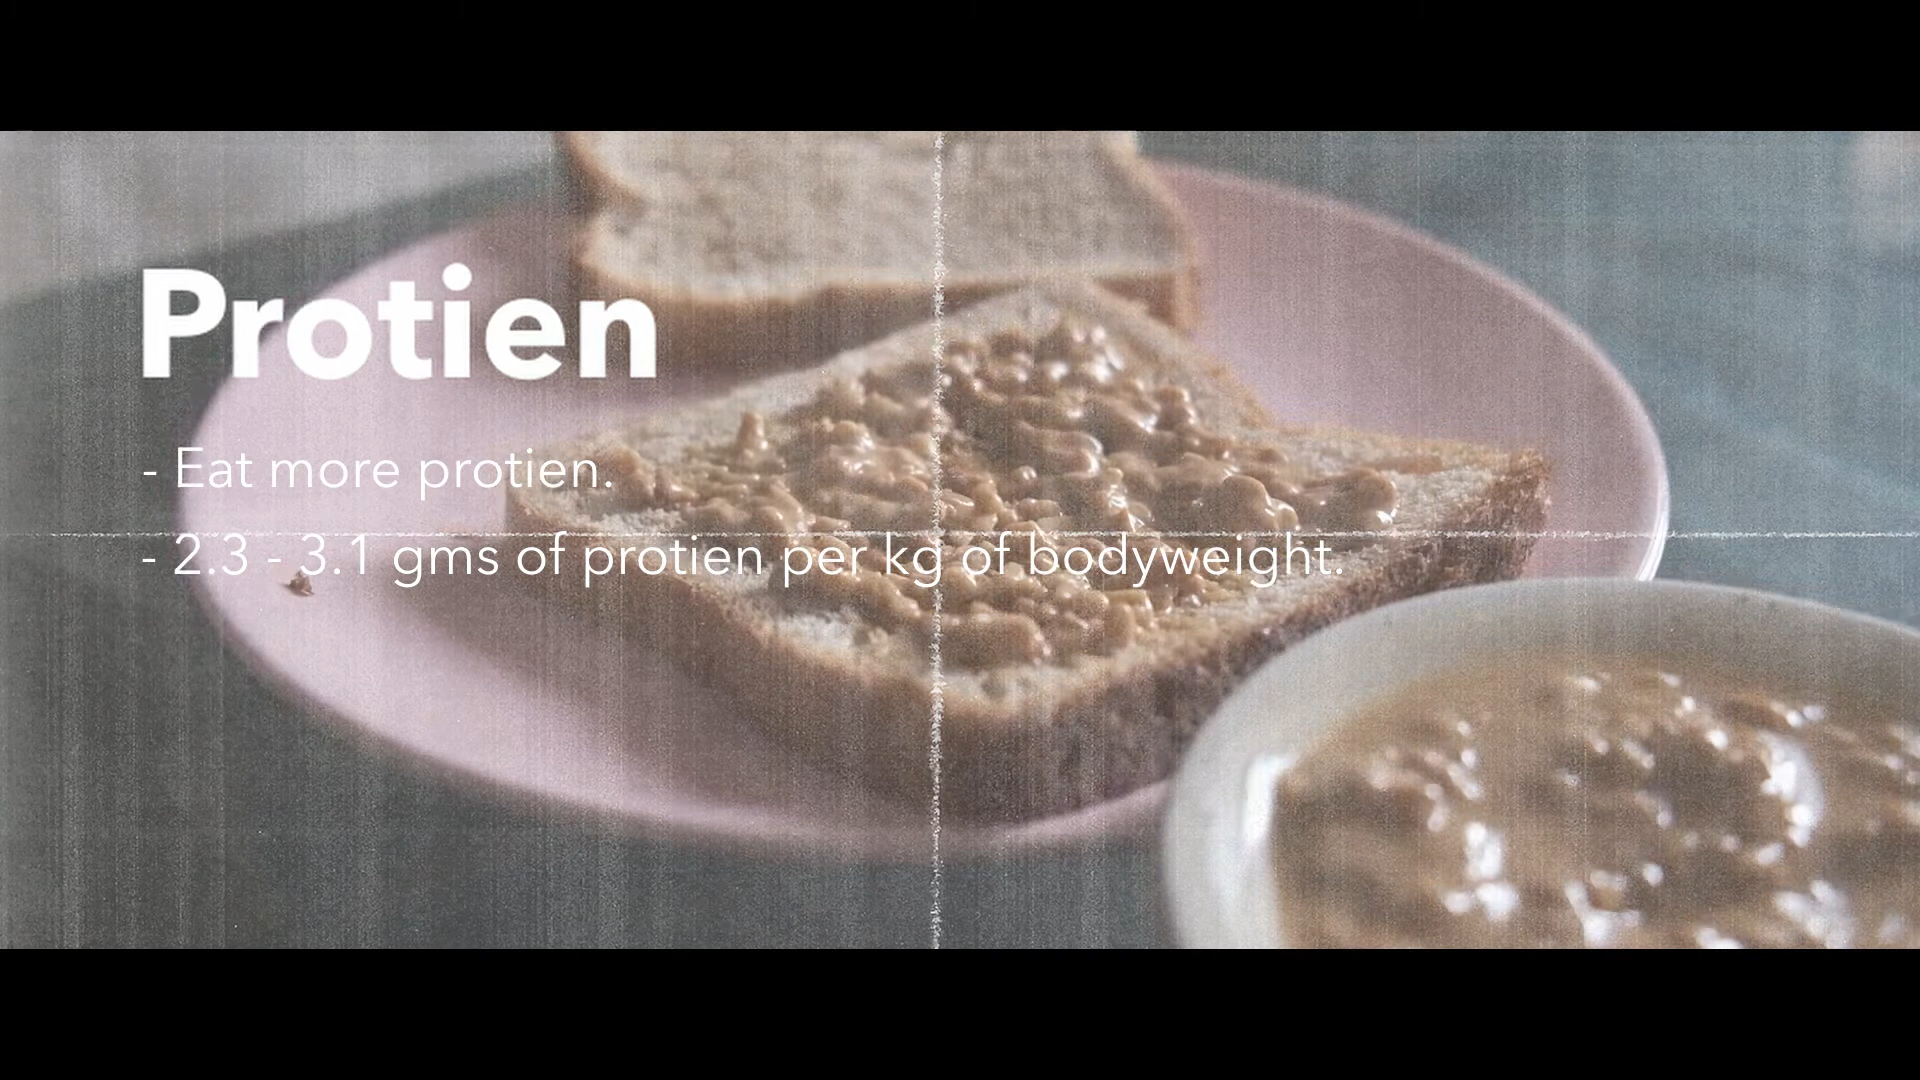 Protien
- Eat more protien.
- 2.3 - 3.1 gms of protien per kg of bodyweight.